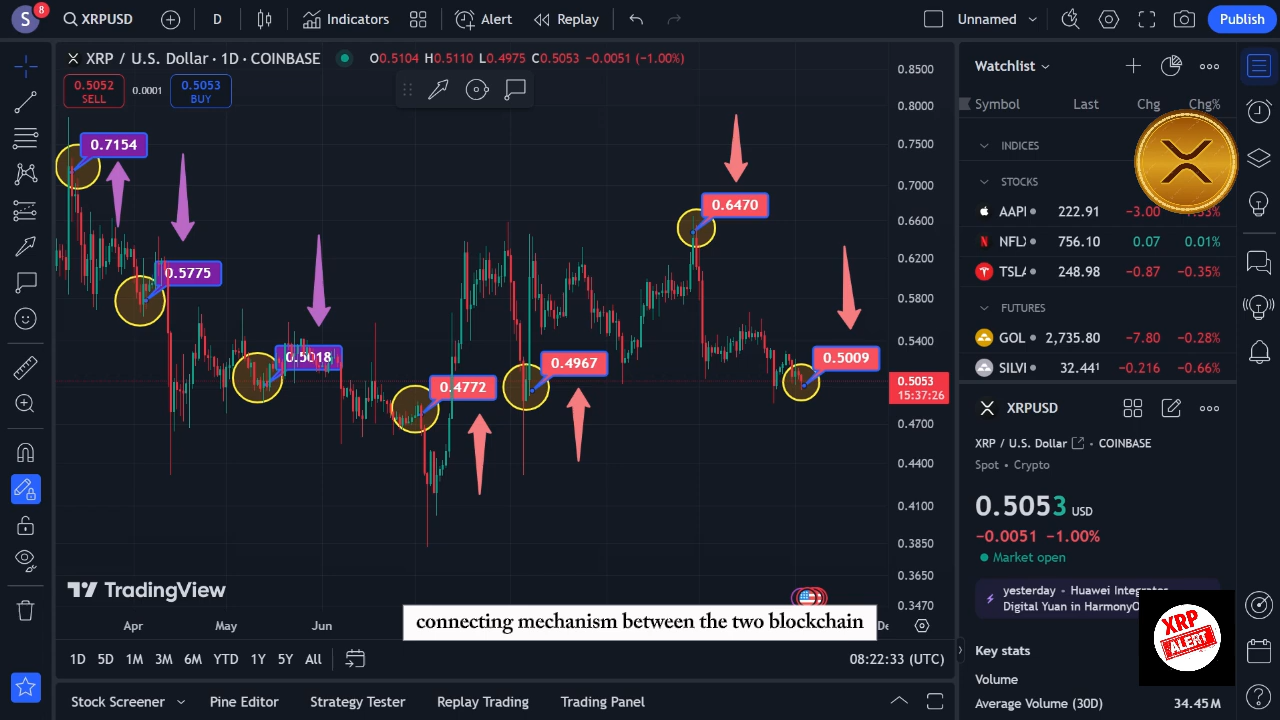 S
8
XRPUSD
D
Indicators
Alert
Replay
Unnamed
Publish
XRP / U.S. Dollar · 1D · COINBASE
O0.5104 H0.5110 L0.4975 C0.5053 −0.0051 (−1.00%)
0.5052
SELL
0.0001
0.5053
BUY
0.7154
0.5775
0.5018
0.4772
0.4967
0.6470
0.5009
0.8500
0.8000
0.7500
0.7000
0.6600
0.6200
0.5800
0.5400
0.5053
15:37:26
0.4700
0.4400
0.4100
0.3850
0.3650
0.3470
TradingView
Apr
May
Jun
connecting mechanism between the two blockchain
1D 5D 1M 3M 6M YTD 1Y 5Y All
08:22:33 (UTC)
Stock Screener
Pine Editor
Strategy Tester
Replay Trading
Trading Panel
Watchlist
Symbol Last Chg Chg%
INDICES
STOCKS
AAPL 222.91 −3.00
NFLX 756.10 0.07 0.01%
TSLA 248.98 −0.87 −0.35%
FUTURES
GOL 2,735.80 −7.80 −0.28%
SILVI 32.44¹ −0.216 −0.66%
XRPUSD
XRP / U.S. Dollar · COINBASE
Spot • Crypto
0.5053 USD
−0.0051 −1.00%
Market open
yesterday - Huawei Integrates
Digital Yuan in HarmonyO
Key stats
Volume
Average Volume (30D) 34.45M
XRP
ALERT